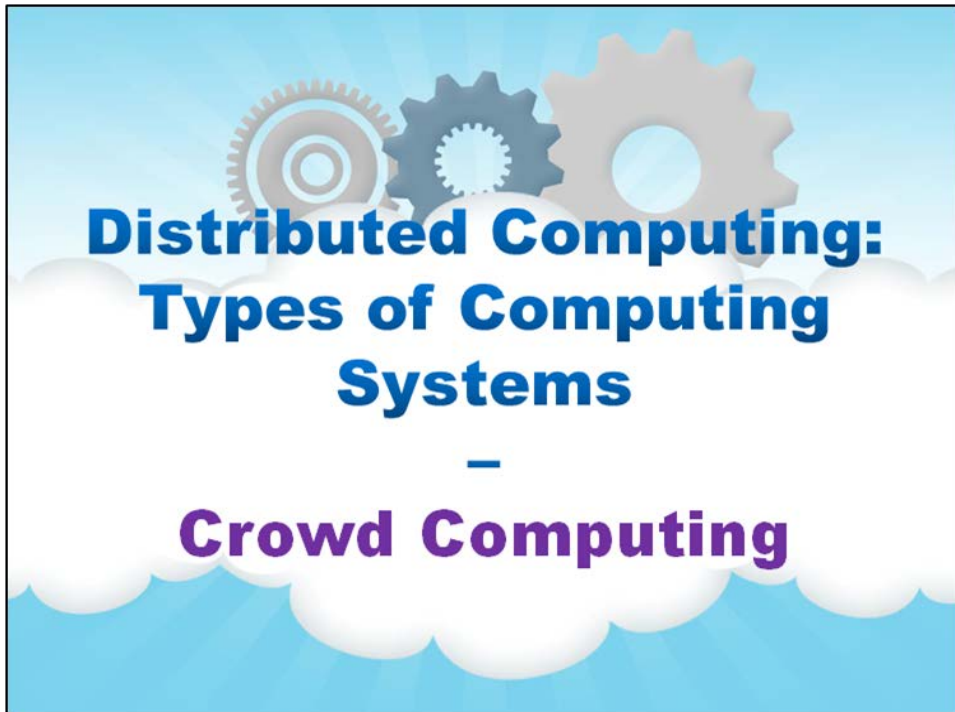 Distributed Computing:
Types of Computing
Systems
–
Crowd Computing